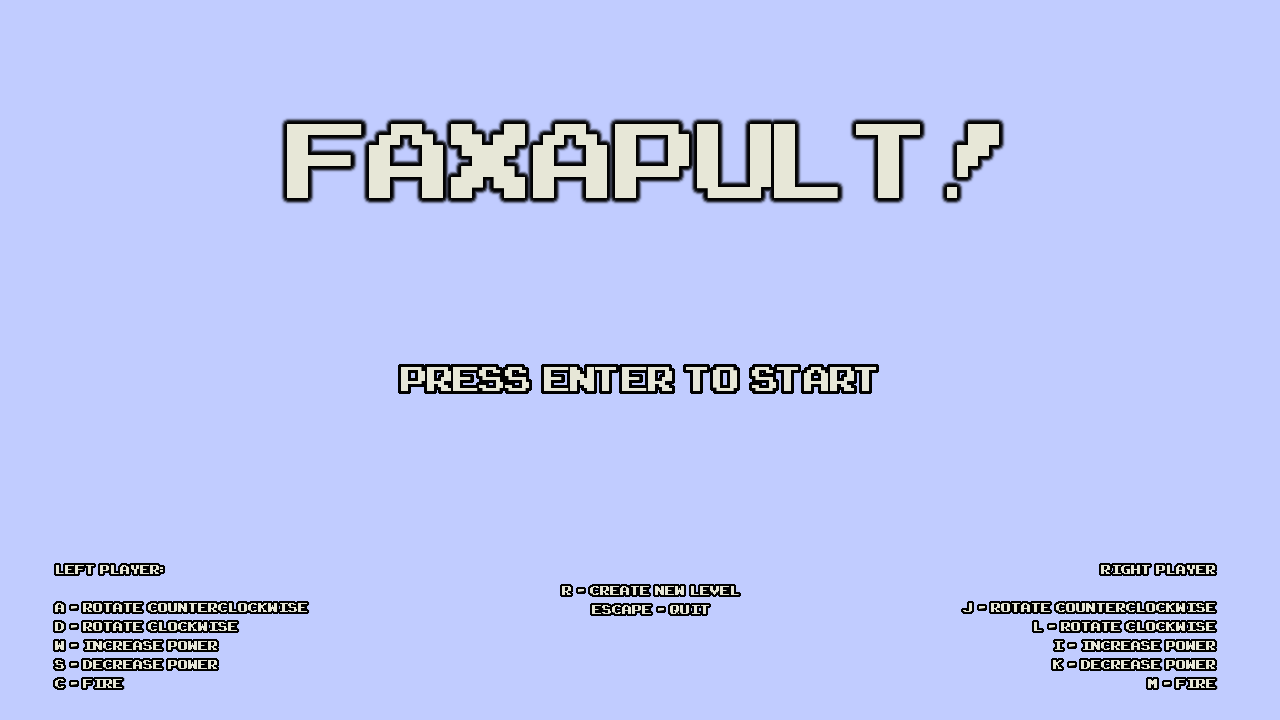 FAXAPULT!
PRESS ENTER TO START
LEFT PLAYER:
A - ROTATE COUNTERCLOCKWISE
D - ROTATE CLOCKWISE
W - INCREASE POWER
S - DECREASE POWER
C - FIRE
R - CREATE NEW LEVEL
ESCAPE - QUIT
RIGHT PLAYER
J - ROTATE COUNTERCLOCKWISE
L - ROTATE CLOCKWISE
I - INCREASE POWER
K - DECREASE POWER
M - FIRE